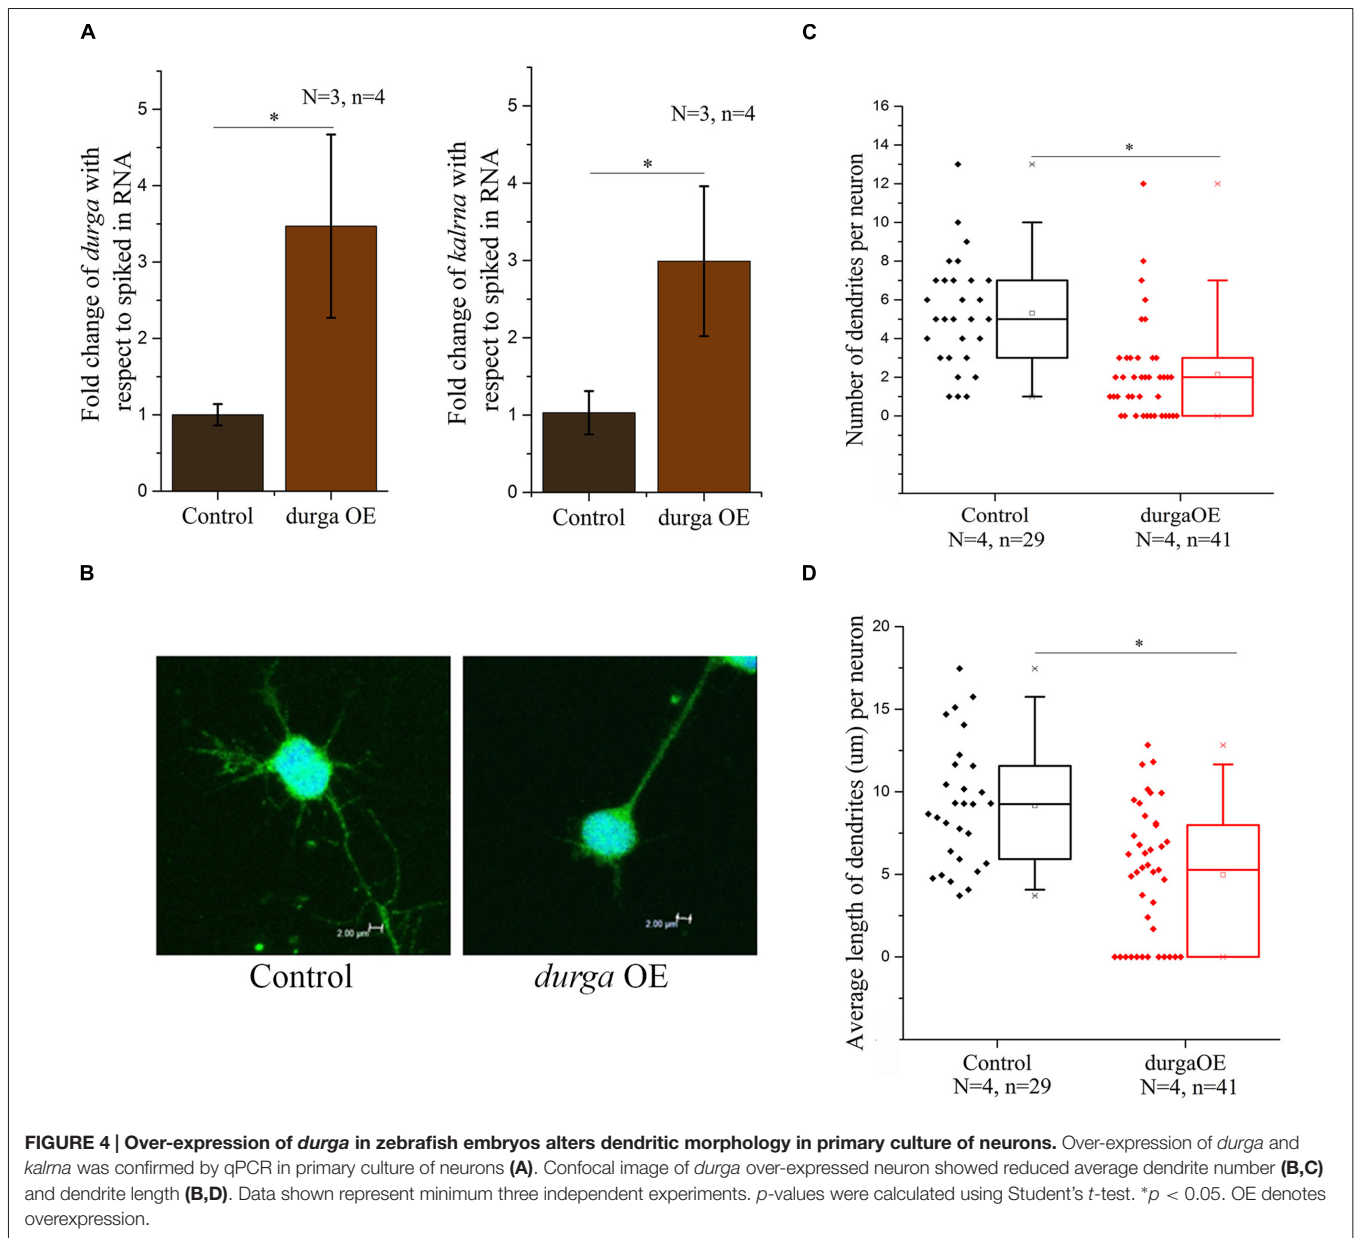 A
N=3, n=4
*
Fold change of durga with
respect to spiked in RNA
5
4
3
2
1
0
Control
durga OE
N=3, n=4
*
Fold change of kalrna with
respect to spiked in RNA
5
4
3
2
1
0
Control
durga OE
B
2.00 µm
2.00 µm
Control
durga OE
C
*
Number of dendrites per neuron
16
14
12
10
8
6
4
2
0
Control
N=4, n=29
durgaOE
N=4, n=41
D
*
Average length of dendrites (um) per neuron
20
15
10
5
0
Control
N=4, n=29
durgaOE
N=4, n=41
FIGURE 4 | Over-expression of durga in zebrafish embryos alters dendritic morphology in primary culture of neurons. Over-expression of durga and
kalrna was confirmed by qPCR in primary culture of neurons (A). Confocal image of durga over-expressed neuron showed reduced average dendrite number (B,C)
and dendrite length (B,D). Data shown represent minimum three independent experiments. p-values were calculated using Student's t-test. *p < 0.05. OE denotes
overexpression.